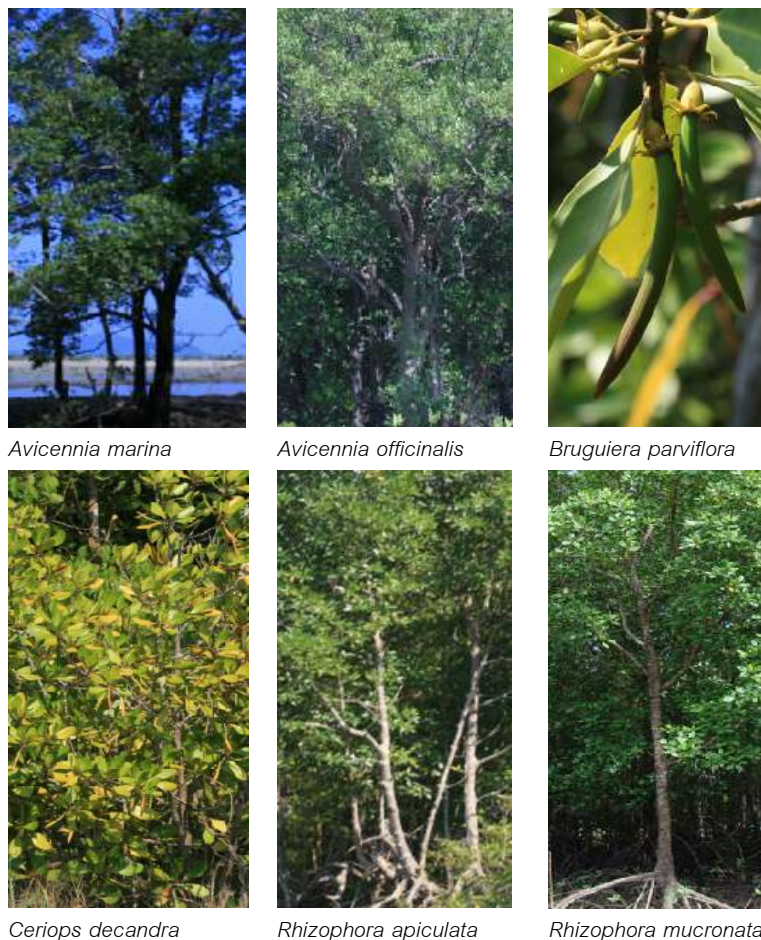 Avicennia marina
Avicennia officinalis
Bruguiera parviflora
Ceriops decandra
Rhizophora apiculata
Rhizophora mucronata